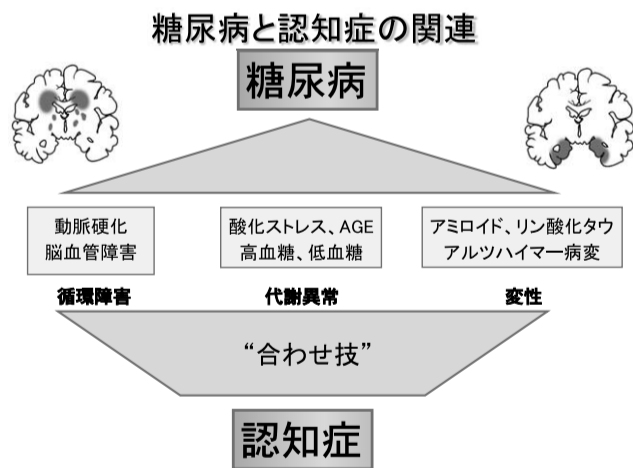 糖尿病と認知症の関連
糖尿病
動脈硬化
脳血管障害
酸化ストレス、AGE
高血糖、低血糖
アミロイド、リン酸化タウ
アルツハイマー病変
循環障害
代謝異常
変性
“合わせ技”
認知症